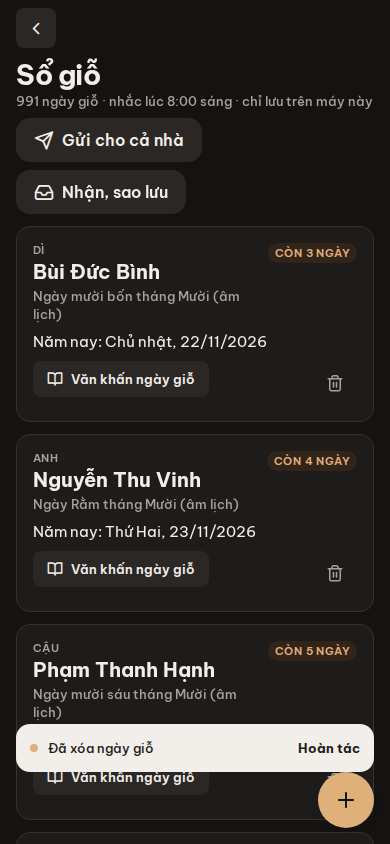 Sổ giỗ
991 ngày giỗ · nhắc lúc 8:00 sáng · chỉ lưu trên máy này
Gửi cho cả nhà
Nhận, sao lưu
DÌ
CÒN 3 NGÀY
Bùi Đức Bình
Ngày mười bốn tháng Mười (âm
lịch)
Năm nay: Chủ nhật, 22/11/2026
Văn khấn ngày giỗ
ANH
CÒN 4 NGÀY
Nguyễn Thu Vinh
Ngày Rằm tháng Mười (âm lịch)
Năm nay: Thứ Hai, 23/11/2026
Văn khấn ngày giỗ
CẬU
CÒN 5 NGÀY
Phạm Thanh Hạnh
Ngày mười sáu tháng Mười (âm
lịch)
Đã xóa ngày giỗ
Hoàn tác
Văn khấn ngày giỗ